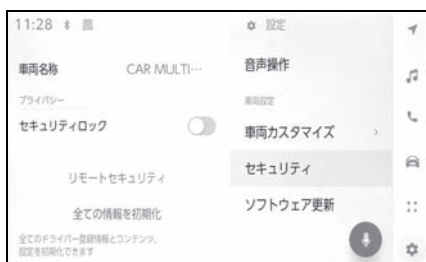 11:28
設定
車両名称 CAR MULTI…
プライバシー
セキュリティロック
リモートセキュリティ
全ての情報を初期化
全てのドライバー登録情報とコンテンツ、
設定を初期化できます
音声操作
車両設定
車両カスタマイズ
セキュリティ
ソフトウェア更新